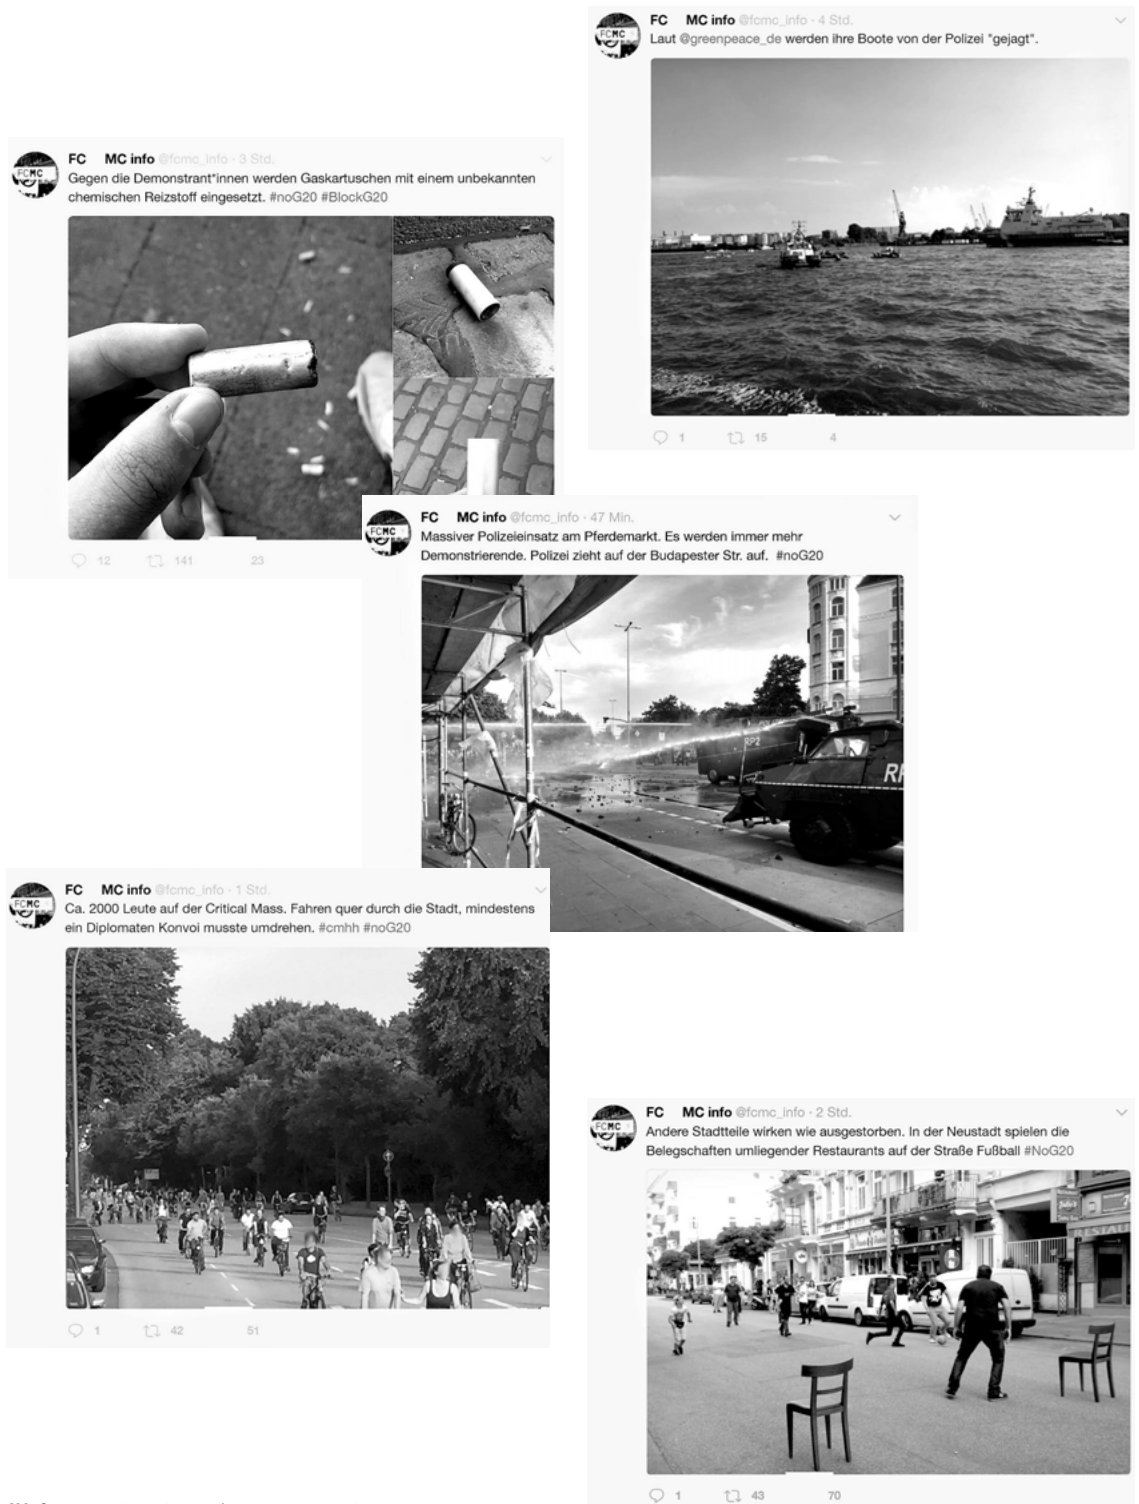 FC MC info @fcmc_info · 4 Std.
Laut @greenpeace_de werden ihre Boote von der Polizei "gejagt".
1 15 4
FC MC info @fcmc_info · 3 Std.
Gegen die Demonstrant*innen werden Gaskartuschen mit einem unbekannten
chemischen Reizstoff eingesetzt. #noG20 #BlockG20
12 141 23
FC MC info @fcmc_info · 47 Min.
Massiver Polizeieinsatz am Pferdemarkt. Es werden immer mehr
Demonstrierende. Polizei zieht auf der Budapester Str. auf. #noG20
RP2
FC MC info @fcmc_info · 1 Std.
Ca. 2000 Leute auf der Critical Mass. Fahren quer durch die Stadt, mindestens
ein Diplomaten Konvoi musste umdrehen. #cmhh #noG20
1 42 51
FC MC info @fcmc_info · 2 Std.
Andere Stadtteile wirken wie ausgestorben. In der Neustadt spielen die
Belegschaften umliegender Restaurants auf der Straße Fußball #NoG20
1 43 70